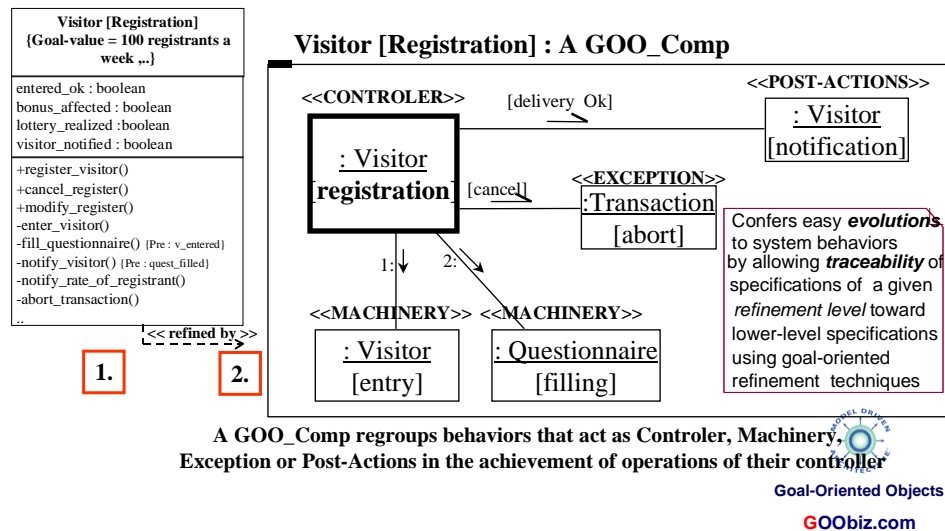 Visitor [Registration]
{Goal-value = 100 registrants a
week ,..}
entered_ok : boolean
bonus_affected : boolean
lottery_realized :boolean
visitor_notified : boolean
+register_visitor()
+cancel_register()
+modify_register()
-enter_visitor()
-fill_questionnaire() {Pre : v_entered}
-notify_visitor() {Pre : quest_filled}
-notify_rate_of_registrant()
-abort_transaction()
..
<< refined by >>
1.
2.
Visitor [Registration] : A GOO_Comp
<<CONTROLER>>
: Visitor
[registration]
[delivery Ok]
<<POST-ACTIONS>>
: Visitor
[notification]
[cancel]
<<EXCEPTION>>
:Transaction
[abort]
1:
2:
<<MACHINERY>>
: Visitor
[entry]
<<MACHINERY>>
: Questionnaire
[filling]
Confers easy evolutions
to system behaviors
by allowing traceability of
specifications of a given
refinement level toward
lower-level specifications
using goal-oriented
refinement techniques
A GOO_Comp regroups behaviors that act as Controler, Machinery,
Exception or Post-Actions in the achievement of operations of their controller
MODEL DRIVEN
ARCHITECTURE
Goal-Oriented Objects
GOObiz.com